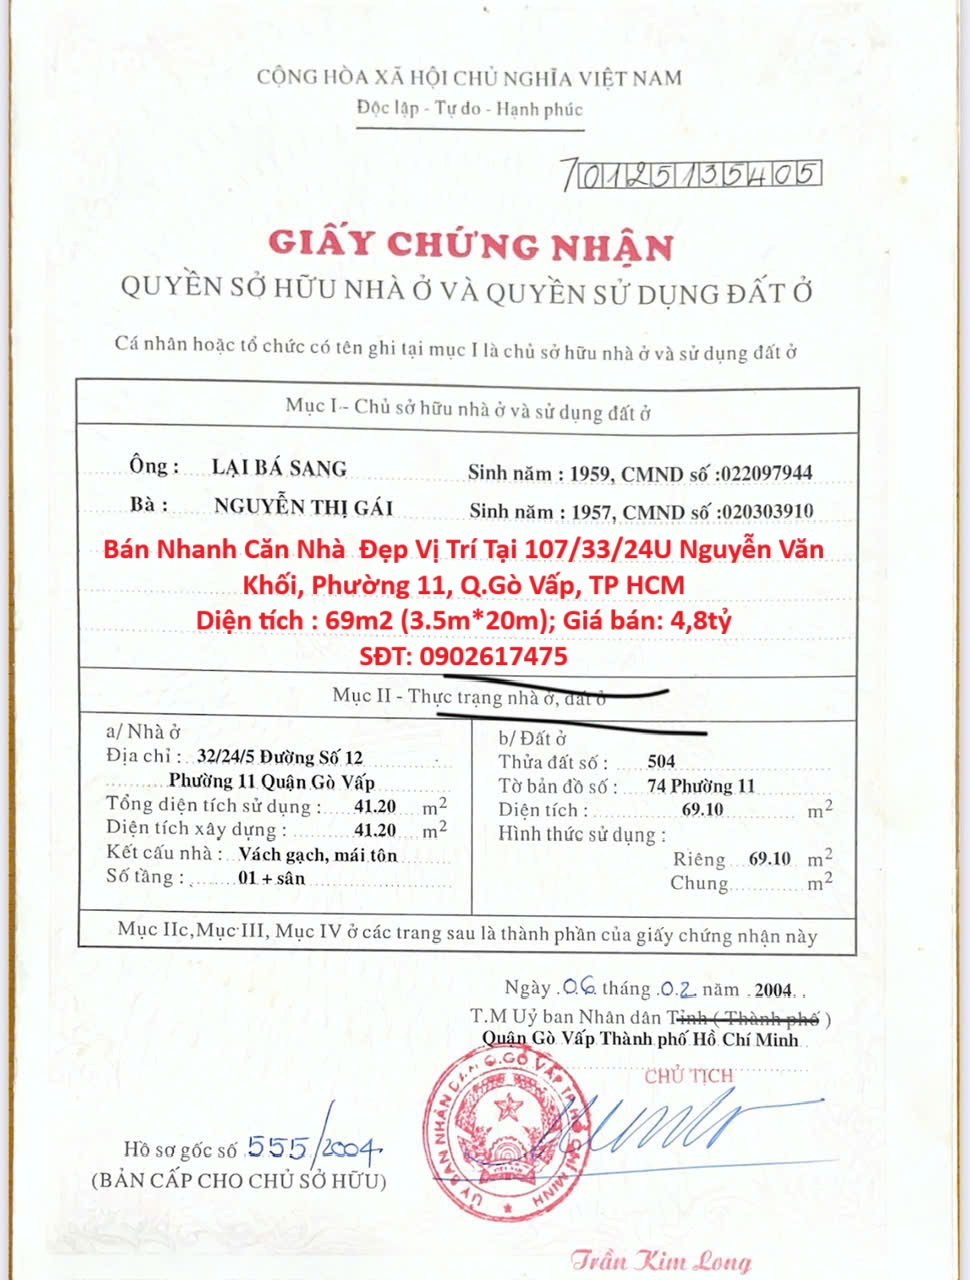 CỘNG HÒA XÃ HỘI CHỦ NGHĨA VIỆT NAM
Độc lập - Tự do - Hạnh phúc
70125135405
GIẤY CHỨNG NHẬN
QUYỀN SỞ HỮU NHÀ Ở VÀ QUYỀN SỬ DỤNG ĐẤT Ở
Cá nhân hoặc tổ chức có tên ghi tại mục I là chủ sở hữu nhà ở và sử dụng đất ở
Mục I - Chủ sở hữu nhà ở và sử dụng đất ở
Ông : LẠI BÁ SANG Sinh năm : 1959, CMND số :022097944
Bà : NGUYỄN THỊ GÁI Sinh năm : 1957, CMND số :020303910
Bán Nhanh Căn Nhà Đẹp Vị Trí Tại 107/33/24U Nguyễn Văn
Khối, Phường 11, Q.Gò Vấp, TP HCM
Diện tích : 69m2 (3.5m*20m); Giá bán: 4,8tỷ
SĐT: 0902617475
Mục II - Thực trạng nhà ở, đất ở
a/ Nhà ở
Địa chỉ : 32/24/5 Đường Số 12
Phường 11 Quận Gò Vấp
Tổng diện tích sử dụng : 41.20 m2
Diện tích xây dựng : 41.20 m2
Kết cấu nhà : Vách gạch, mái tôn
Số tầng : 01 + sân
b/ Đất ở
Thửa đất số : 504
Tờ bản đồ số : 74 Phường 11
Diện tích : 69.10 m2
Hình thức sử dụng :
Riêng 69.10 m2
Chung m2
Mục IIc, Mục III, Mục IV ở các trang sau là thành phần của giấy chứng nhận này
Ngày 06 tháng 02 năm 2004
T.M Uỷ ban Nhân dân Tỉnh ( Thành phố )
Quận Gò Vấp Thành phố Hồ Chí Minh
CHỦ TỊCH
ỦY BAN NHÂN DÂN Q.GÒ VẤP TP HỒ CHÍ MINH
Hồ sơ gốc số 555/2004
(BẢN CẤP CHO CHỦ SỞ HỮU)
Trần Kim Long